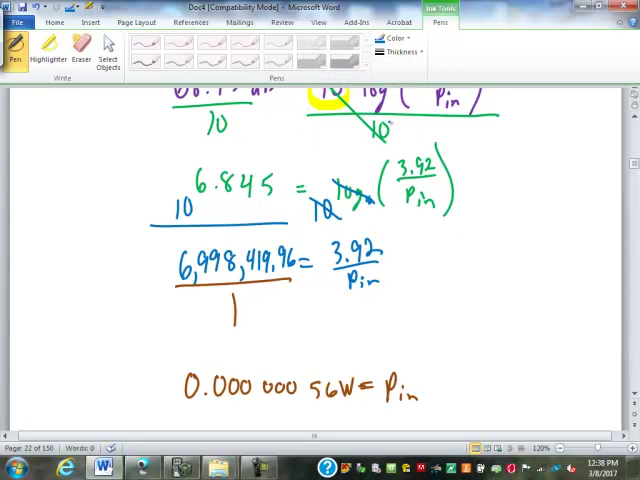 Doc4 [Compatibility Mode] - Microsoft Word
Ink Tools
File Home Insert Page Layout References Mailings Review View Add-Ins Acrobat Pens
Pen Highlighter Eraser Select Objects
Color
Thickness
Write Pens
10 log ( Pin )
10 10
10^6.845 = 10^log (3.92/Pin)
6,998,419.96 = 3.92/Pin
1
0.000 000 56W = Pin
Page: 22 of 150 Words: 0 120%
12:38 PM
3/8/2017